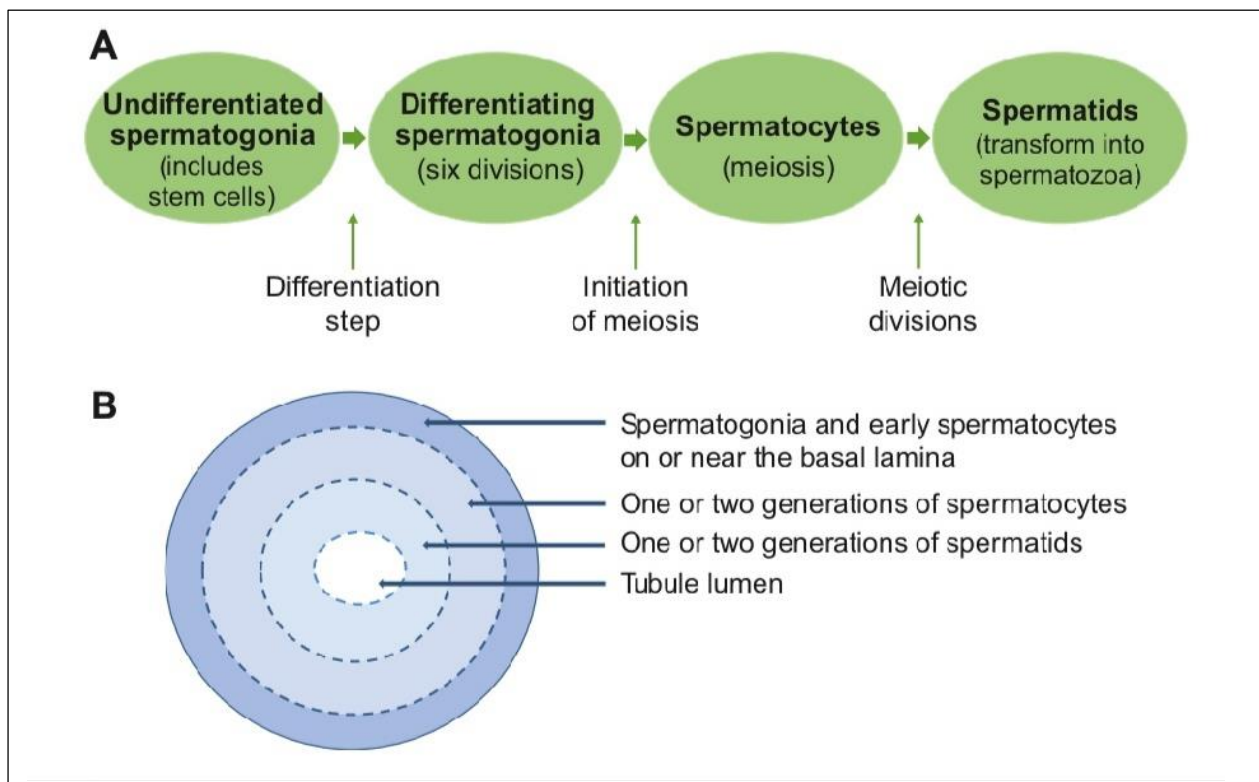 A
Undifferentiated
spermatogonia
(includes
stem cells)
Differentiating
spermatogonia
(six divisions)
Spermatocytes
(meiosis)
Spermatids
(transform into
spermatozoa)
Differentiation
step
Initiation
of meiosis
Meiotic
divisions
B
Spermatogonia and early spermatocytes
on or near the basal lamina
One or two generations of spermatocytes
One or two generations of spermatids
Tubule lumen